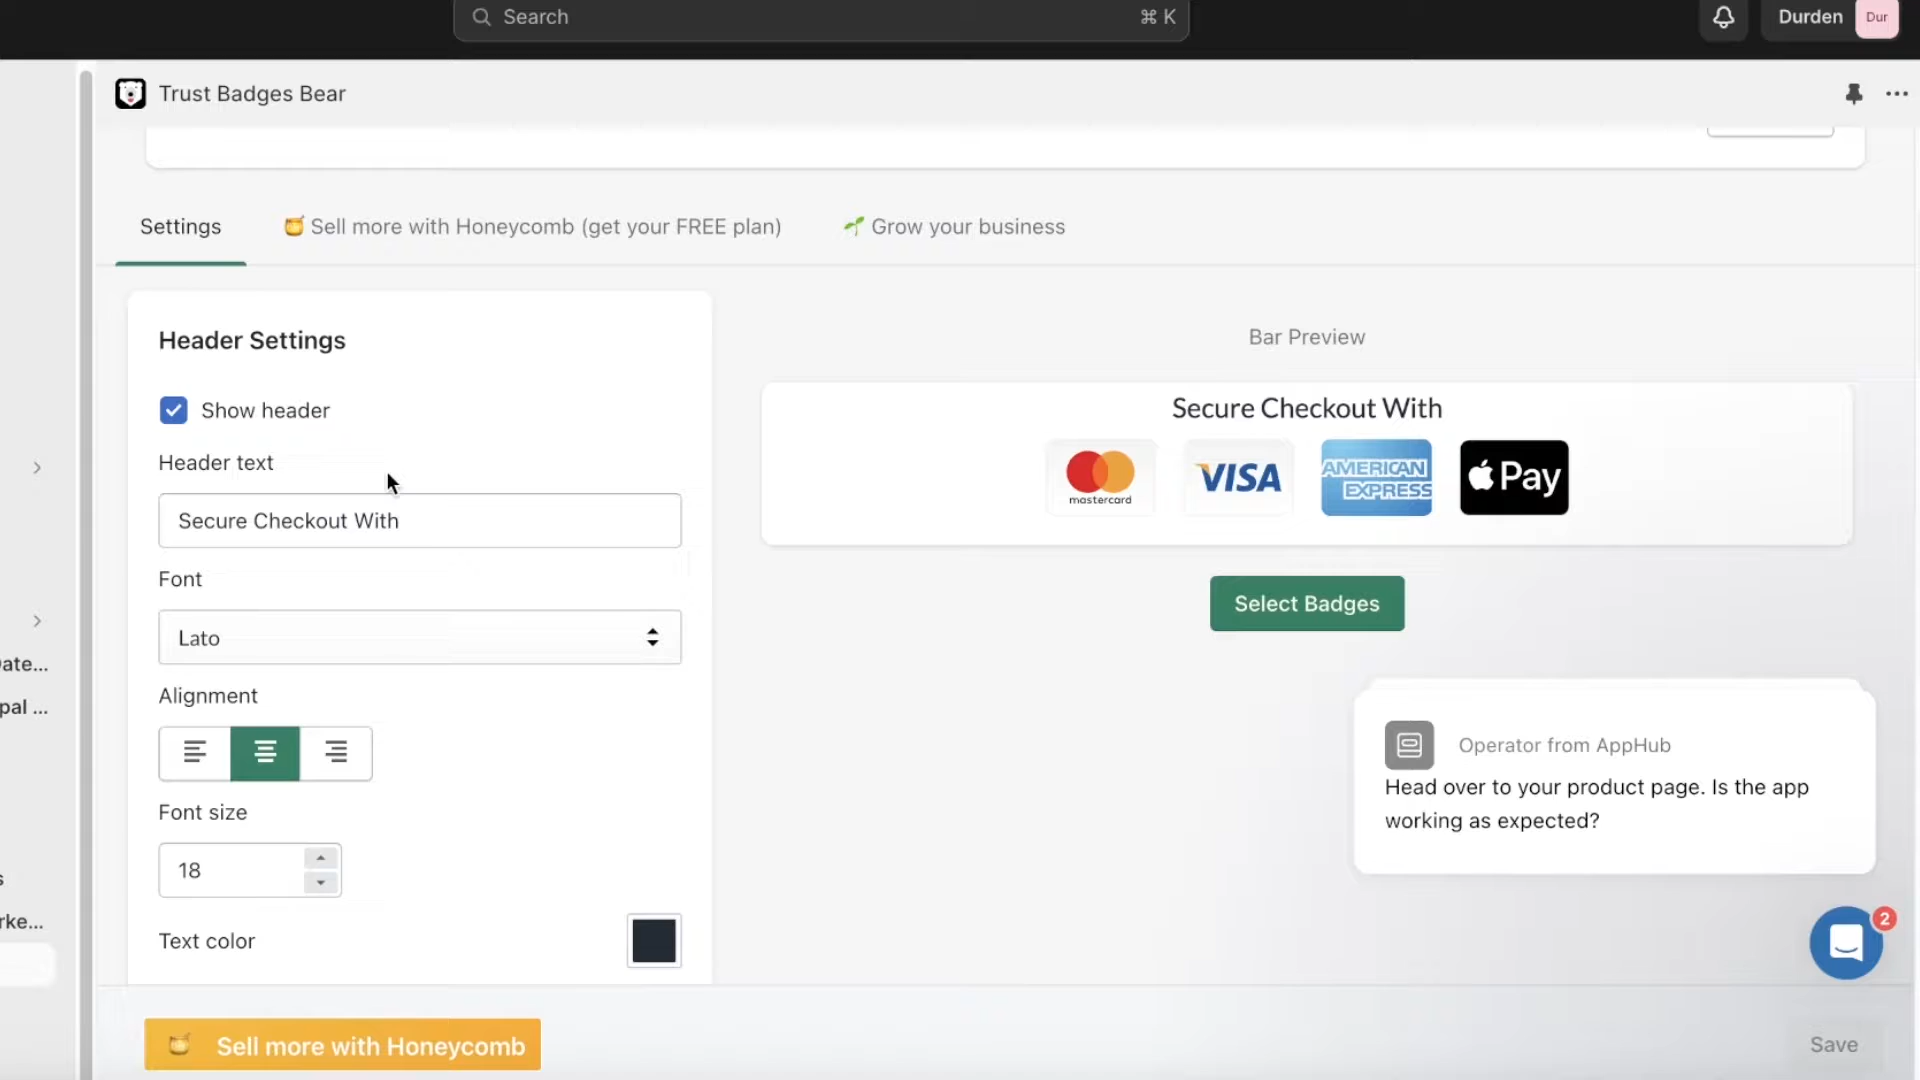 Search
⌘ K
Durden
Dur
Trust Badges Bear
Settings
Sell more with Honeycomb (get your FREE plan)
Grow your business
Header Settings
Bar Preview
Show header
Secure Checkout With
mastercard
VISA
AMERICAN
EXPRESS
Pay
Header text
Secure Checkout With
Font
Select Badges
Lato
ate...
Alignment
pal ...
Operator from AppHub
Head over to your product page. Is the app
working as expected?
Font size
18
s
rke...
2
Text color
Sell more with Honeycomb
Save